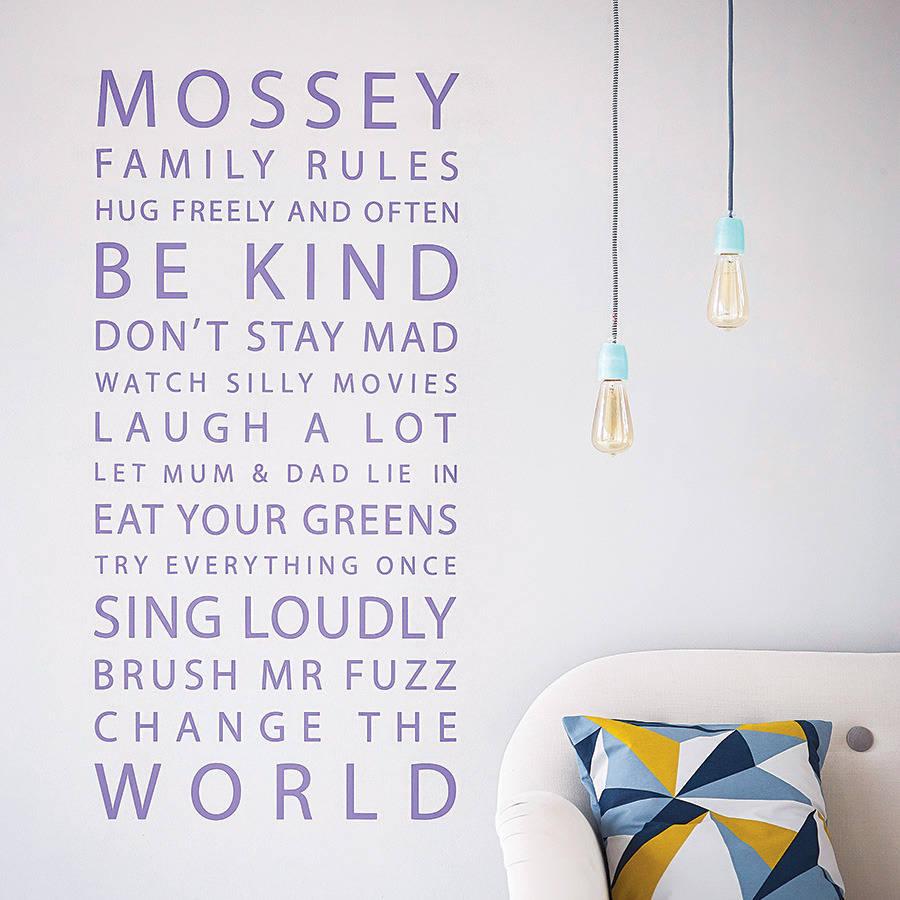 MOSSEY
FAMILY RULES
HUG FREELY AND OFTEN
BE KIND
DON'T STAY MAD
WATCH SILLY MOVIES
LAUGH A LOT
LET MUM & DAD LIE IN
EAT YOUR GREENS
TRY EVERYTHING ONCE
SING LOUDLY
BRUSH MR FUZZ
CHANGE THE
WORLD